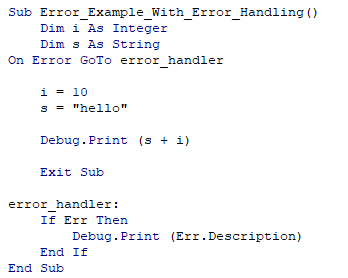 Sub Error_Example_With_Error_Handling()
    Dim i As Integer
    Dim s As String
On Error GoTo error_handler

    i = 10
    s = "hello"

    Debug.Print (s + i)

    Exit Sub

error_handler:
    If Err Then
        Debug.Print (Err.Description)
    End If
End Sub